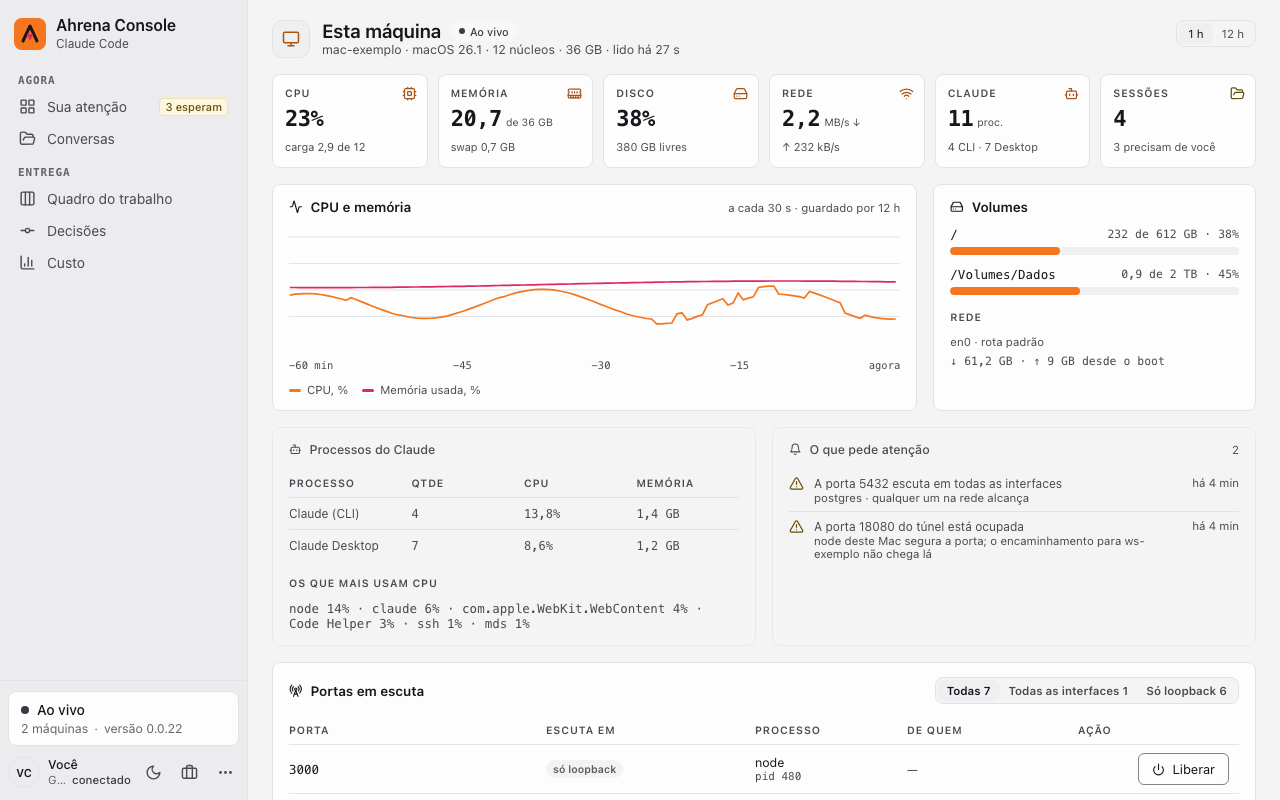 Ahrena Console
Claude Code
AGORA
Sua atenção
3 esperam
Conversas
ENTREGA
Quadro do trabalho
Decisões
Custo
Ao vivo
2 máquinas · versão 0.0.22
VC
Você
G... conectado
Esta máquina
Ao vivo
mac-exemplo · macOS 26.1 · 12 núcleos · 36 GB · lido há 27 s
1 h 12 h
CPU
23%
carga 2,9 de 12
MEMÓRIA
20,7 de 36 GB
swap 0,7 GB
DISCO
38%
380 GB livres
REDE
2,2 MB/s ↓
↑ 232 kB/s
CLAUDE
11 proc.
4 CLI · 7 Desktop
SESSÕES
4
3 precisam de você
CPU e memória
a cada 30 s · guardado por 12 h
−60 min −45 −30 −15 agora
CPU, % Memória usada, %
Volumes
/ 232 de 612 GB · 38%
/Volumes/Dados 0,9 de 2 TB · 45%
REDE
en0 · rota padrão
↓ 61,2 GB · ↑ 9 GB desde o boot
Processos do Claude
PROCESSO QTDE CPU MEMÓRIA
Claude (CLI) 4 13,8% 1,4 GB
Claude Desktop 7 8,6% 1,2 GB
OS QUE MAIS USAM CPU
node 14% · claude 6% · com.apple.WebKit.WebContent 4% ·
Code Helper 3% · ssh 1% · mds 1%
O que pede atenção 2
A porta 5432 escuta em todas as interfaces há 4 min
postgres · qualquer um na rede alcança
A porta 18080 do túnel está ocupada há 4 min
node deste Mac segura a porta; o encaminhamento para ws-
exemplo não chega lá
Portas em escuta
Todas 7 Todas as interfaces 1 Só loopback 6
PORTA ESCUTA EM PROCESSO DE QUEM AÇÃO
3000 só loopback node — Liberar
pid 480